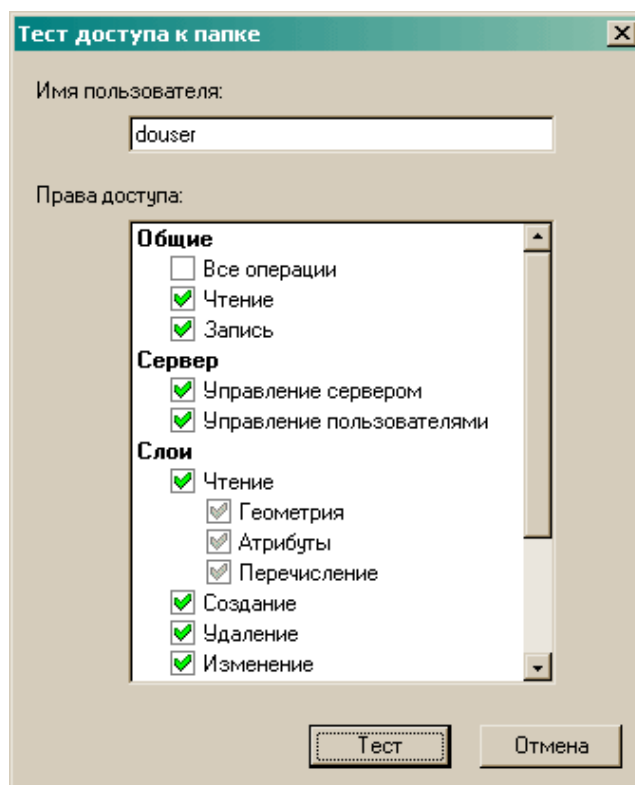 Тест доступа к папке
Имя пользователя:
douser
Права доступа:
Общие
Все операции
Чтение
Запись
Сервер
Управление сервером
Управление пользователями
Слои
Чтение
Геометрия
Атрибуты
Перечисление
Создание
Удаление
Изменение
Тест
Отмена